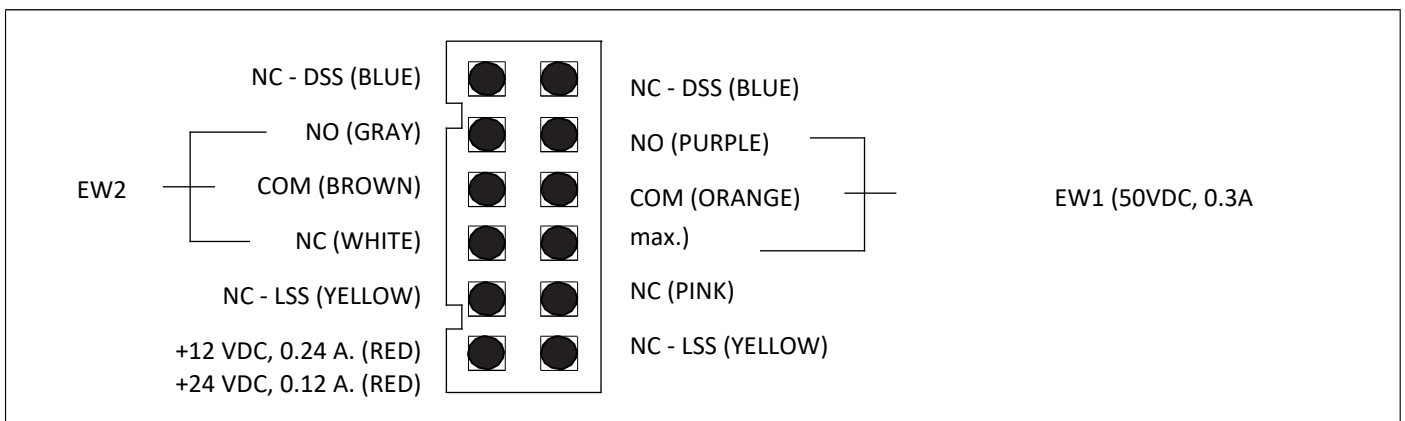 NC - DSS (BLUE)
NO (GRAY)
EW2
COM (BROWN)
NC (WHITE)
NC - LSS (YELLOW)
+12 VDC, 0.24 A. (RED)
+24 VDC, 0.12 A. (RED)
NC - DSS (BLUE)
NO (PURPLE)
COM (ORANGE)
EW1 (50VDC, 0.3A
max.)
NC (PINK)
NC - LSS (YELLOW)